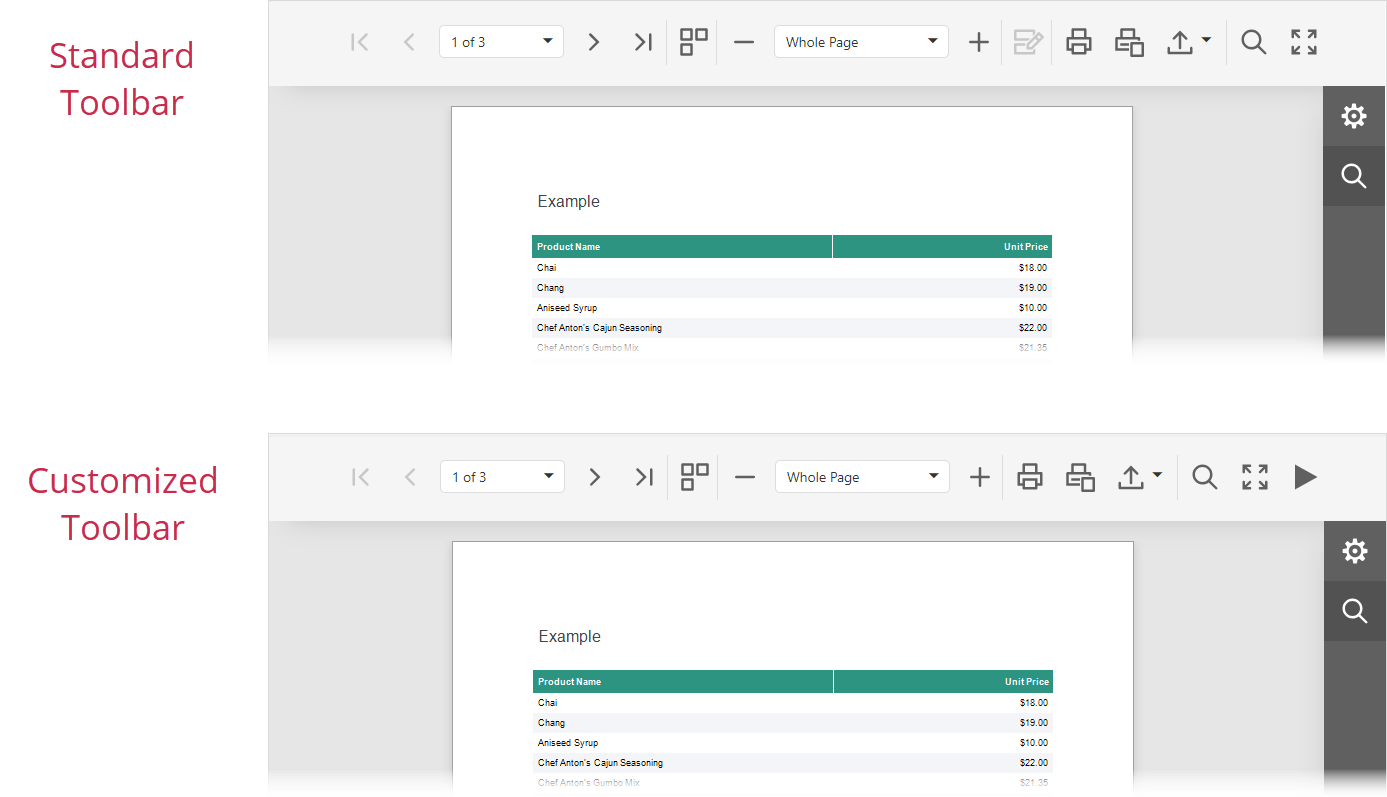 Standard
Toolbar
1 of 3
Whole Page
Example
Product Name Unit Price
Chai $18.00
Chang $19.00
Aniseed Syrup $10.00
Chef Anton's Cajun Seasoning $22.00
Chef Anton's Gumbo Mix $21.35
Customized
Toolbar
1 of 3
Whole Page
Example
Product Name Unit Price
Chai $18.00
Chang $19.00
Aniseed Syrup $10.00
Chef Anton's Cajun Seasoning $22.00
Chef Anton's Gumbo Mix $21.35